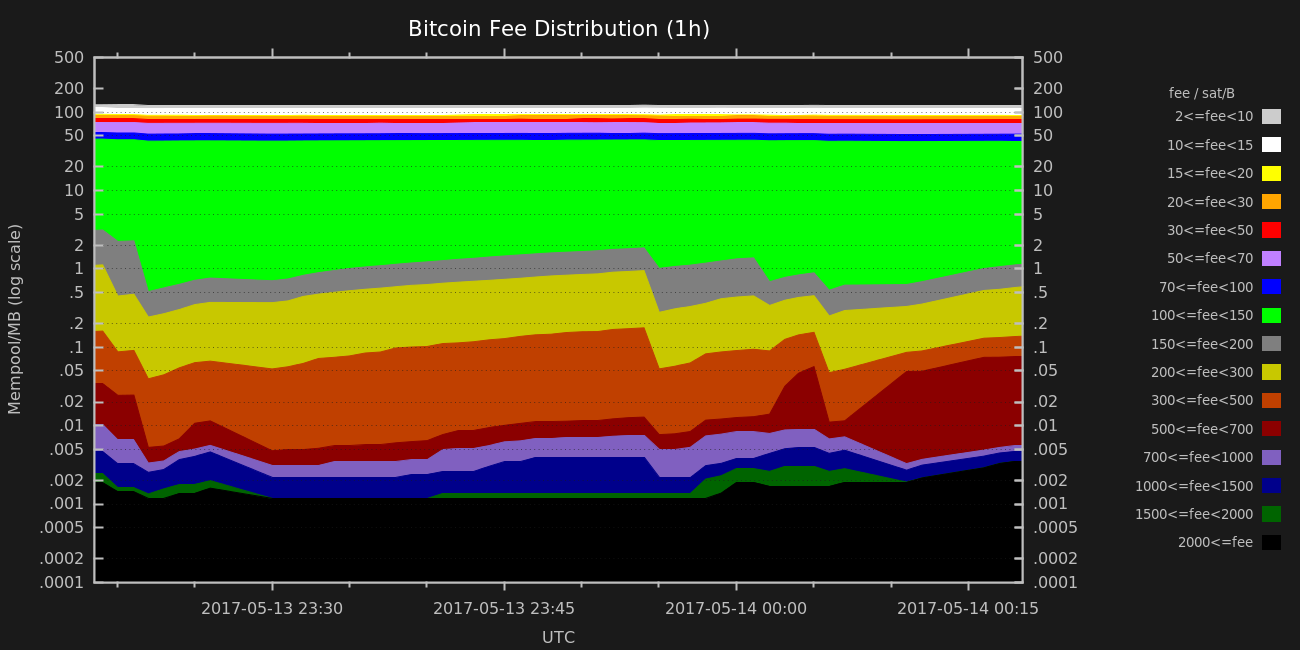 Bitcoin Fee Distribution (1h)
500
200
100
50
20
10
5
2
1
.5
.2
.1
.05
.02
.01
.005
.002
.001
.0005
.0002
.0001
Mempool/MB (log scale)
500
200
100
50
20
10
5
2
1
.5
.2
.1
.05
.02
.01
.005
.002
.001
.0005
.0002
.0001
2017-05-13 23:30 2017-05-13 23:45 2017-05-14 00:00 2017-05-14 00:15
UTC
fee / sat/B
2<=fee<10
10<=fee<15
15<=fee<20
20<=fee<30
30<=fee<50
50<=fee<70
70<=fee<100
100<=fee<150
150<=fee<200
200<=fee<300
300<=fee<500
500<=fee<700
700<=fee<1000
1000<=fee<1500
1500<=fee<2000
2000<=fee